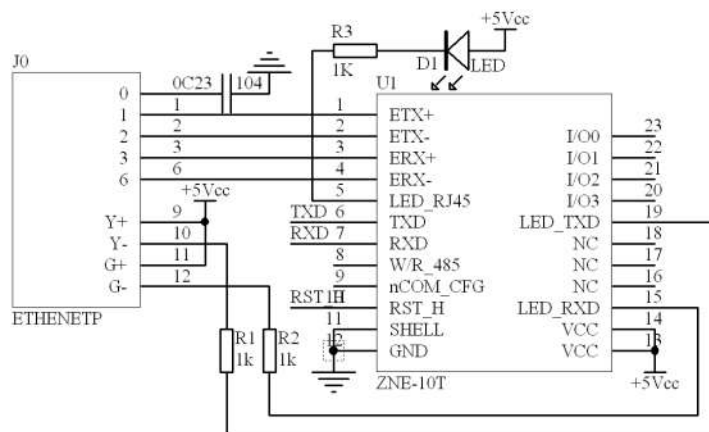 +5Vcc
R3
1K
D1
LED
J0
U1
0 0C23 104
1 1 1 ETX+
2 2 2 ETX- I/O0 23
3 3 3 ERX+ I/O1 22
6 6 4 ERX- I/O2 21
+5Vcc 5 LED_RJ45 I/O3 20
Y+ 9 TXD 6 TXD LED_TXD 19
Y- 10 RXD 7 RXD NC 18
G+ 11 8 W/R_485 NC 17
G- 12 9 nCOM_CFG NC 16
RST_H RST_H LED_RXD 15
ETHENETP
11 SHELL VCC 14
R1 R2 12 GND VCC 13
1k 1k
ZNE-10T +5Vcc